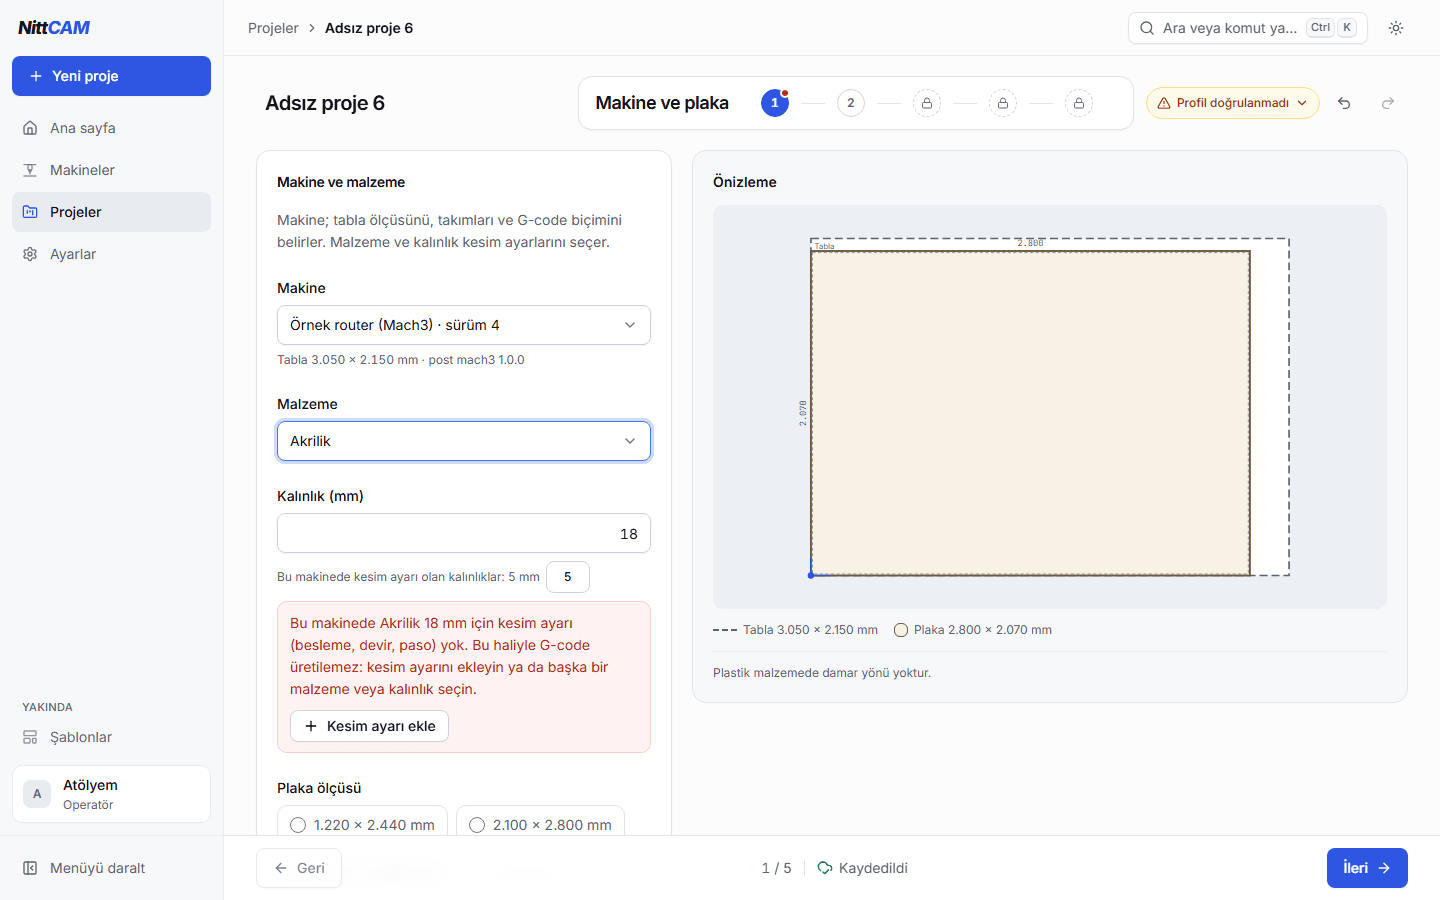 NittCAM
Yeni proje
Ana sayfa
Makineler
Projeler
Ayarlar
YAKINDA
Şablonlar
A
Atölyem
Operatör
Menüyü daralt
Projeler
Adsız proje 6
Ara veya komut ya...
Ctrl
K
Adsız proje 6
Makine ve plaka
1
2
Profil doğrulanmadı
Makine ve malzeme
Makine; tabla ölçüsünü, takımları ve G-code biçimini
belirler. Malzeme ve kalınlık kesim ayarlarını seçer.
Makine
Örnek router (Mach3) · sürüm 4
Tabla 3.050 × 2.150 mm · post mach3 1.0.0
Malzeme
Akrilik
Kalınlık (mm)
18
Bu makinede kesim ayarı olan kalınlıklar: 5 mm
5
Bu makinede Akrilik 18 mm için kesim ayarı
(besleme, devir, paso) yok. Bu haliyle G-code
üretilemez: kesim ayarını ekleyin ya da başka bir
malzeme veya kalınlık seçin.
Kesim ayarı ekle
Plaka ölçüsü
1.220 × 2.440 mm
2.100 × 2.800 mm
Önizleme
Tabla
2.800
2.070
Tabla 3.050 × 2.150 mm
Plaka 2.800 × 2.070 mm
Plastik malzemede damar yönü yoktur.
Geri
1 / 5
Kaydedildi
İleri